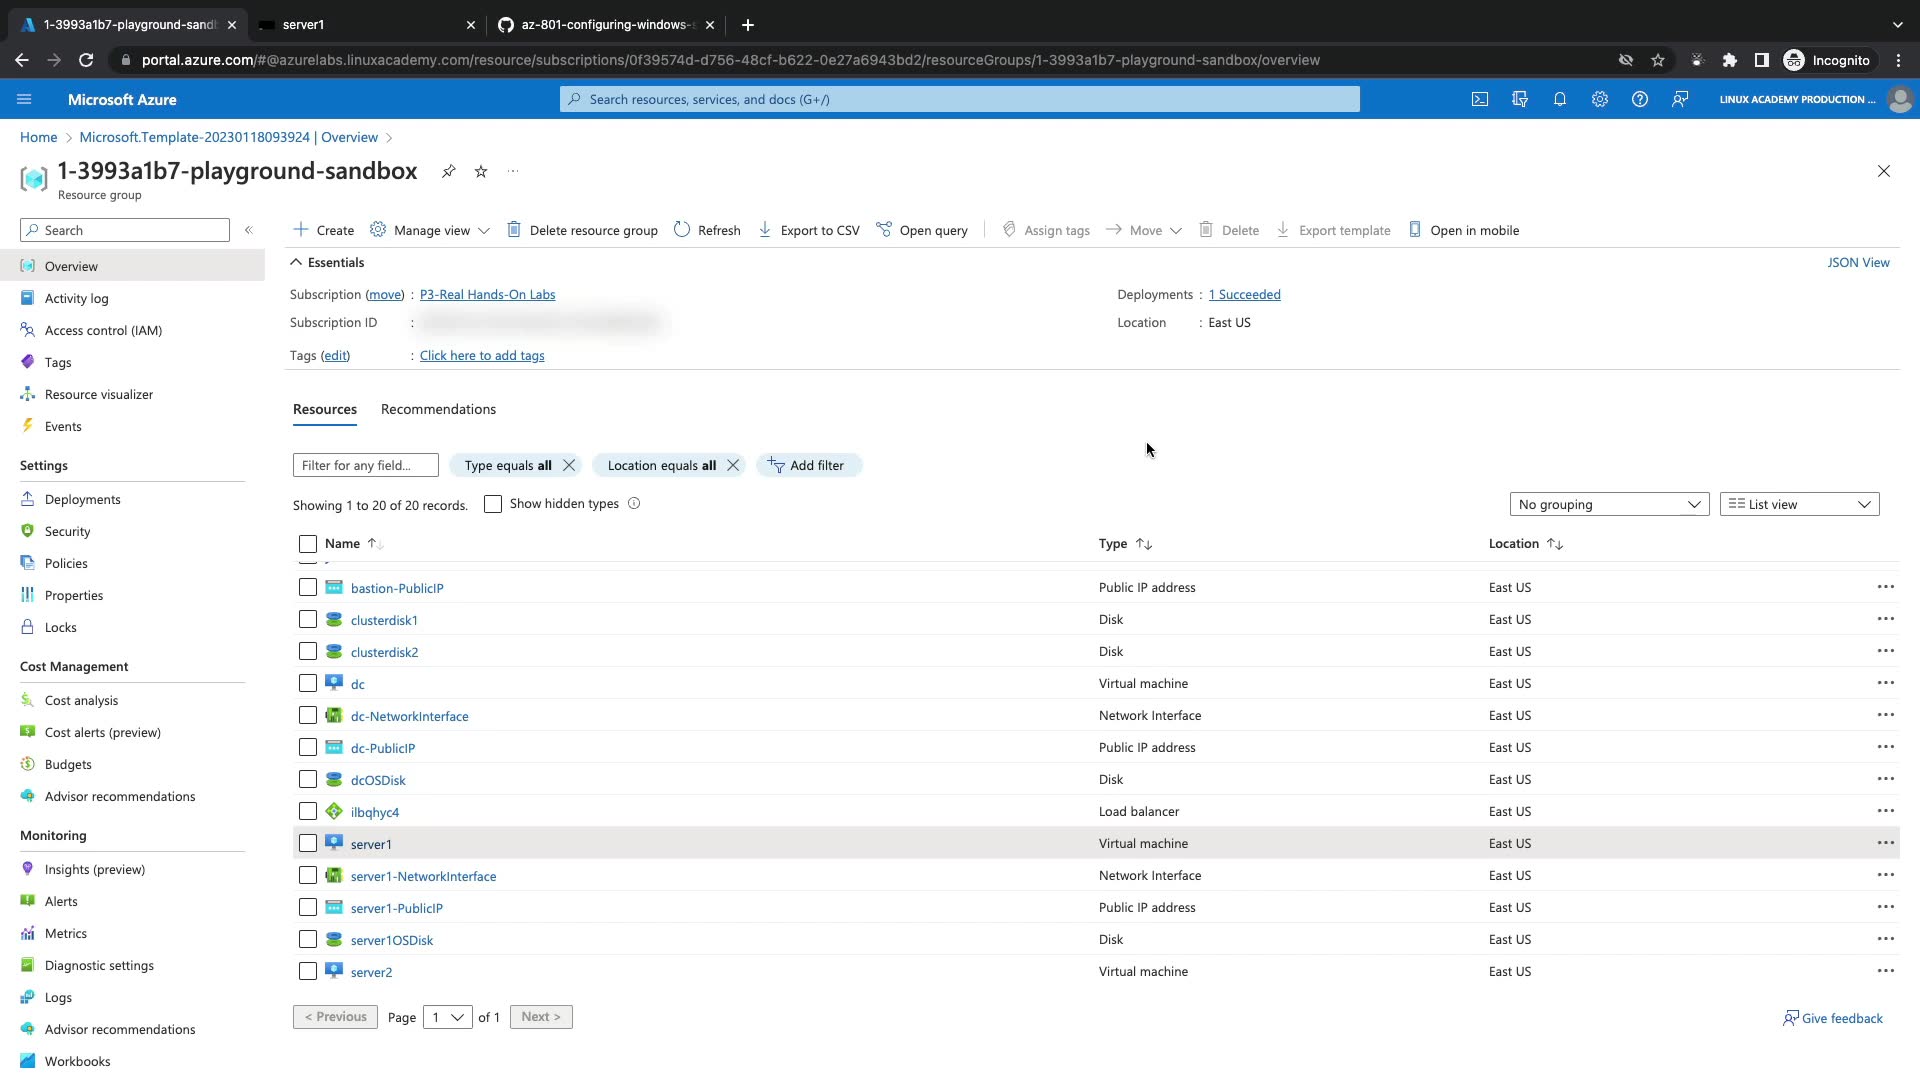 1-3993a1b7-playground-sandb
server1
az-801-configuring-windows-s
portal.azure.com/#@azurelabs.linuxacademy.com/resource/subscriptions/0f39574d-d756-48cf-b622-0e27a6943bd2/resourceGroups/1-3993a1b7-playground-sandbox/overview
Incognito
Microsoft Azure
Search resources, services, and docs (G+/)
LINUX ACADEMY PRODUCTION ...
Home > Microsoft.Template-20230118093924 | Overview >
1-3993a1b7-playground-sandbox
Resource group
Search
«
Create
Manage view
Delete resource group
Refresh
Export to CSV
Open query
Assign tags
Move
Delete
Export template
Open in mobile
Overview
Activity log
Access control (IAM)
Tags
Resource visualizer
Events
Settings
Deployments
Security
Policies
Properties
Locks
Cost Management
Cost analysis
Cost alerts (preview)
Budgets
Advisor recommendations
Monitoring
Insights (preview)
Alerts
Metrics
Diagnostic settings
Logs
Advisor recommendations
Workbooks
Essentials
JSON View
Subscription (move) : P3-Real Hands-On Labs
Deployments : 1 Succeeded
Subscription ID :
Location : East US
Tags (edit) : Click here to add tags
Resources
Recommendations
Filter for any field...
Type equals all
Location equals all
Add filter
Showing 1 to 20 of 20 records.
Show hidden types
No grouping
List view
Name Type Location
bastion-PublicIP Public IP address East US
clusterdisk1 Disk East US
clusterdisk2 Disk East US
dc Virtual machine East US
dc-NetworkInterface Network Interface East US
dc-PublicIP Public IP address East US
dcOSDisk Disk East US
ilbqhyc4 Load balancer East US
server1 Virtual machine East US
server1-NetworkInterface Network Interface East US
server1-PublicIP Public IP address East US
server1OSDisk Disk East US
server2 Virtual machine East US
< Previous Page 1 of 1 Next >
Give feedback